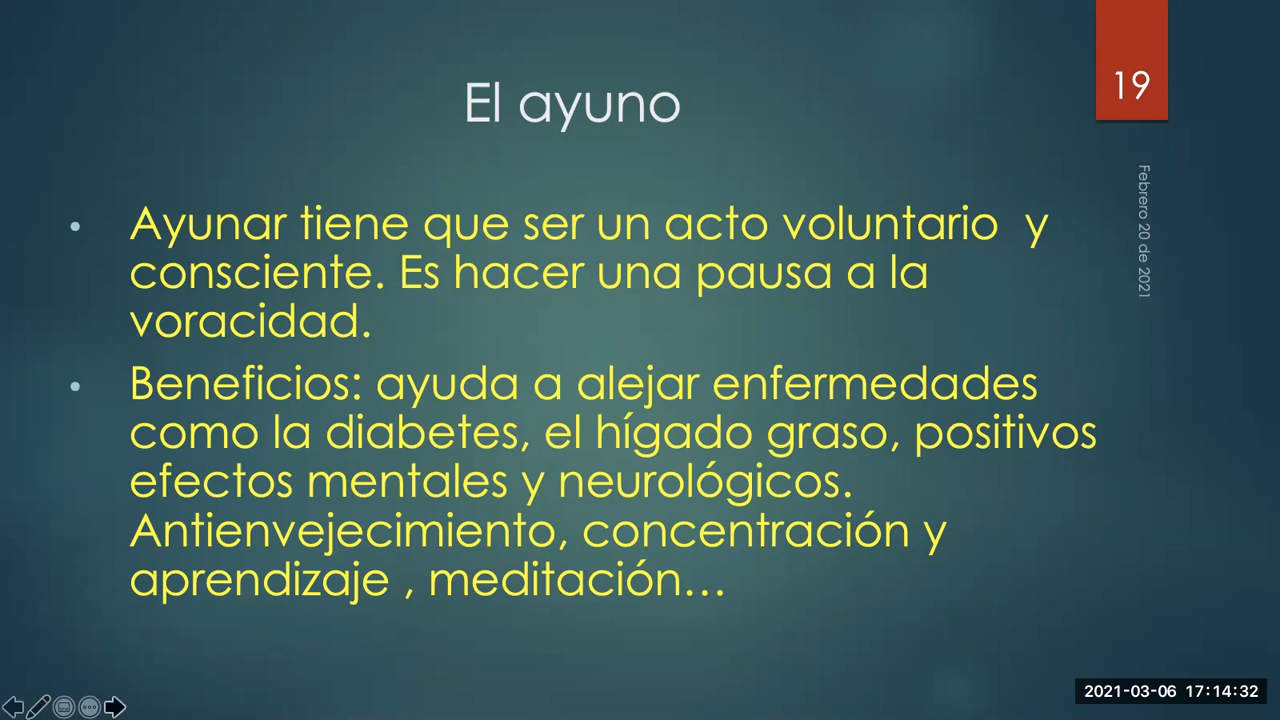 19
El ayuno
Febrero 20 de 2021
• Ayunar tiene que ser un acto voluntario y
consciente. Es hacer una pausa a la
voracidad.
• Beneficios: ayuda a alejar enfermedades
como la diabetes, el hígado graso, positivos
efectos mentales y neurológicos.
Antienvejecimiento, concentración y
aprendizaje , meditación…
2021-03-06 17:14:32